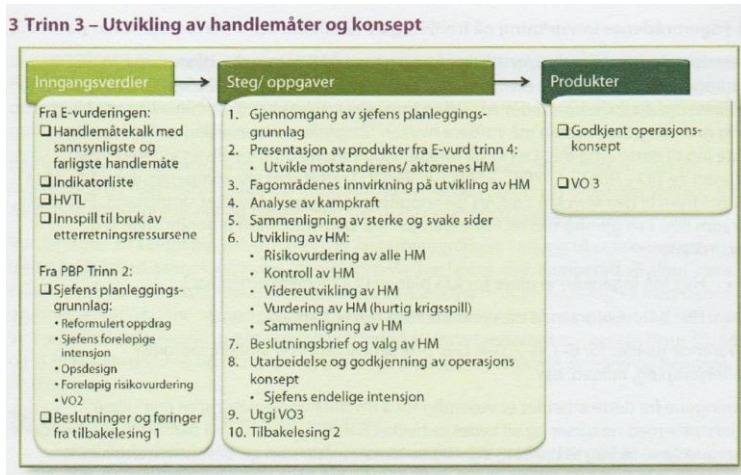 3 Trinn 3 – Utvikling av handlemåter og konsept
Inngangsverdier
Fra E-vurderingen:
Handlemåtekalk med
sannsynligste og
farligste handlemåte
Indikatorliste
HVTL
Innspill til bruk av
etterretningsressursene
Fra PBP Trinn 2:
Sjefens planleggings-
grunnlag:
• Reformulert oppdrag
• Sjefens foreløpige
intensjon
• Opsdesign
• Foreløpig risikovurdering
• VO2
Beslutninger og føringer
fra tilbakelesing 1
Steg/ oppgaver
1. Gjennomgang av sjefens planleggings-
grunnlag
2. Presentasjon av produkter fra E-vurd trinn 4:
• Utvikle motstanderens/ aktørenes HM
3. Fagområdenes innvirkning på utvikling av HM
4. Analyse av kampkraft
5. Sammenligning av sterke og svake sider
6. Utvikling av HM:
• Risikovurdering av alle HM
• Kontroll av HM
• Videreutvikling av HM
• Vurdering av HM (hurtig krigsspill)
• Sammenligning av HM
7. Beslutningsbrief og valg av HM
8. Utarbeidelse og godkjenning av operasjons
konsept
• Sjefens endelige intensjon
9. Utgi VO3
10. Tilbakelesing 2
Produkter
Godkjent operasjons-
konsept
VO 3